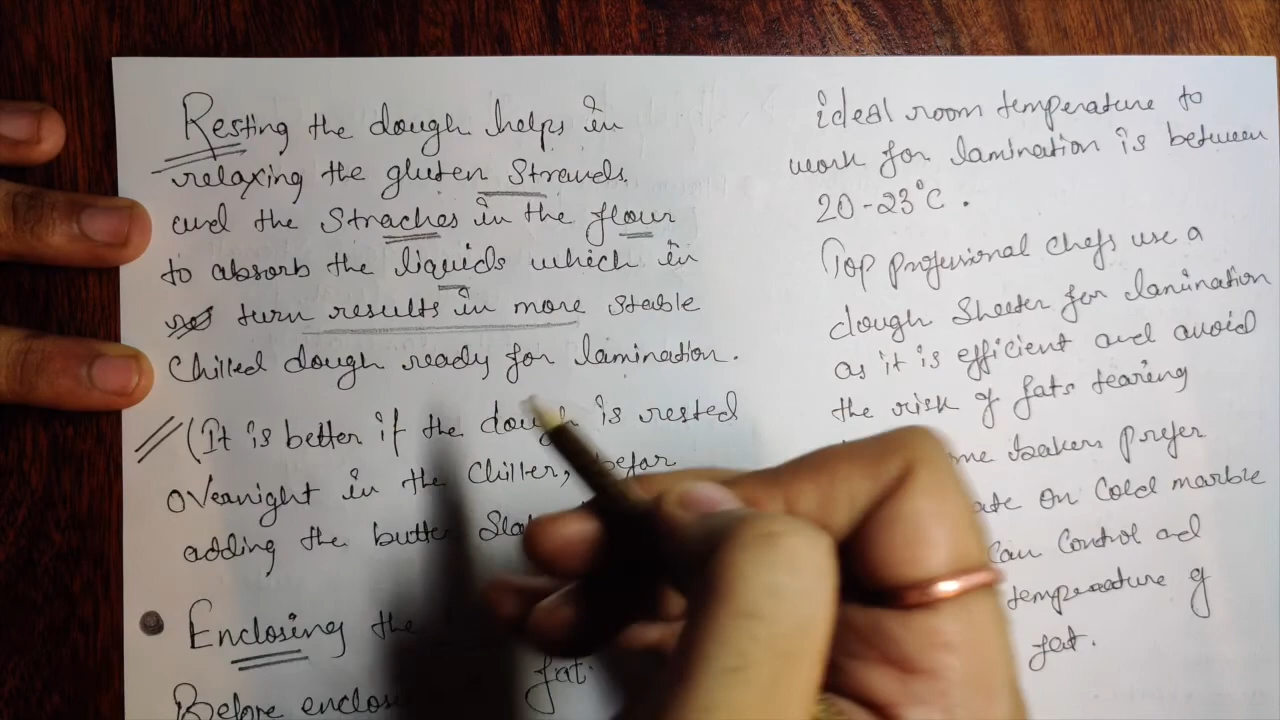 Resting the dough helps in
relaxing the gluten Strands
and the Straches in the flour
to absorb the liquids which in
turn results in more stable
Chilled dough ready for lamination.
(It is better if the dough is rested
overnight in the Chiller, befor
adding the butter
Enclosing the
fat.
Before
ideal room temperature to
work for lamination is between
20-23°C.
Top professional chefs use a
dough Sheeter for lamination
as it is efficient and avoid
the risk of fats tearing
bakers prefer
on Cold marble
Can Control
temperature of
fat.